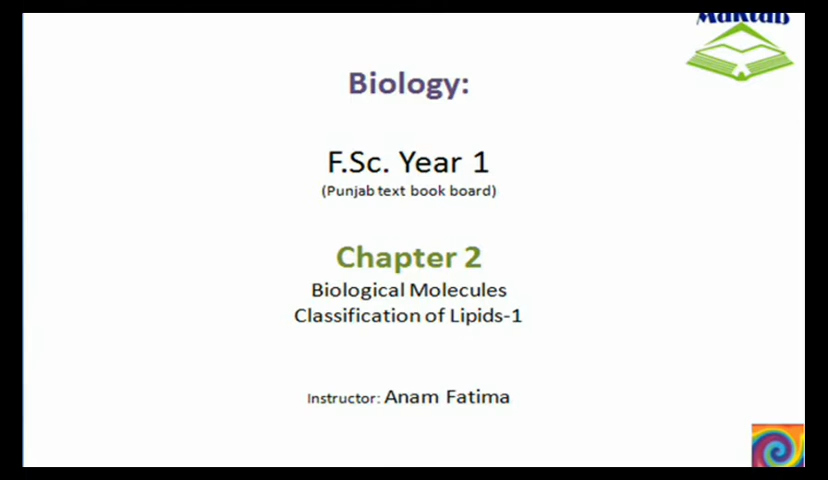 Maktab
Biology:
F.Sc. Year 1
(Punjab text book board)
Chapter 2
Biological Molecules
Classification of Lipids-1
Instructor: Anam Fatima